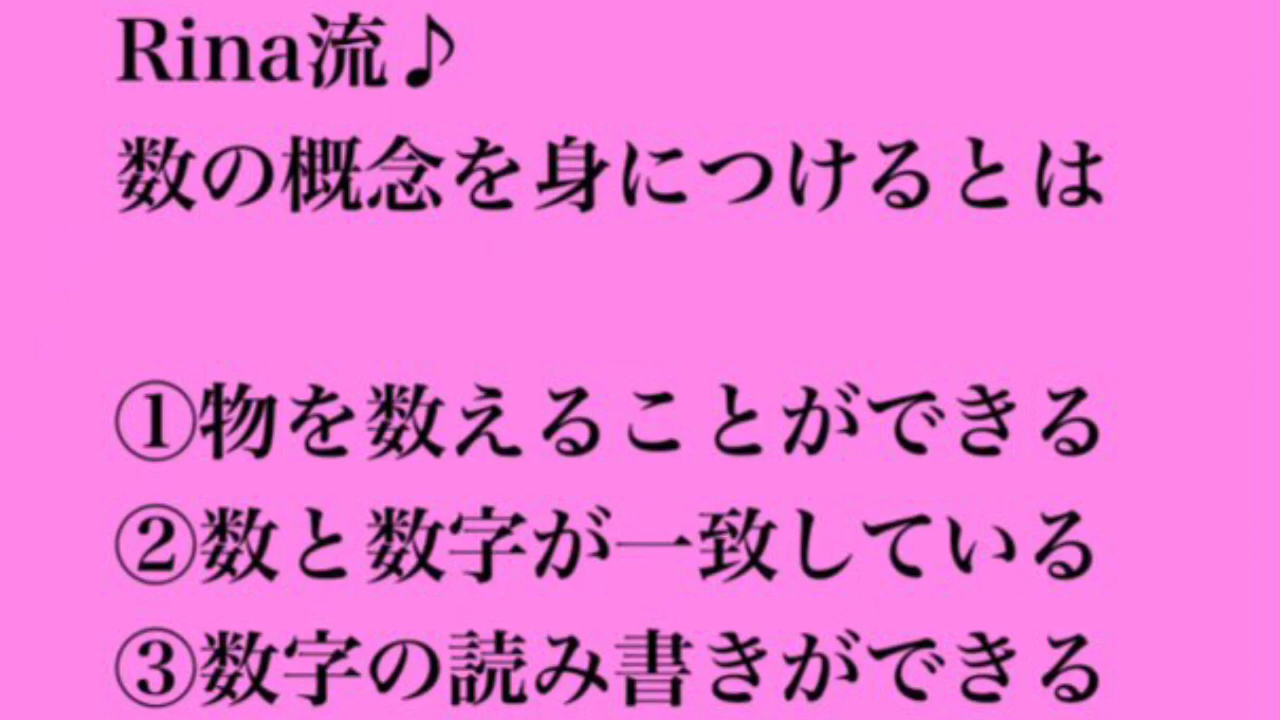 Rina流♪
数の概念を身につけるとは
①物を数えることができる
②数と数字が一致している
③数字の読み書きができる